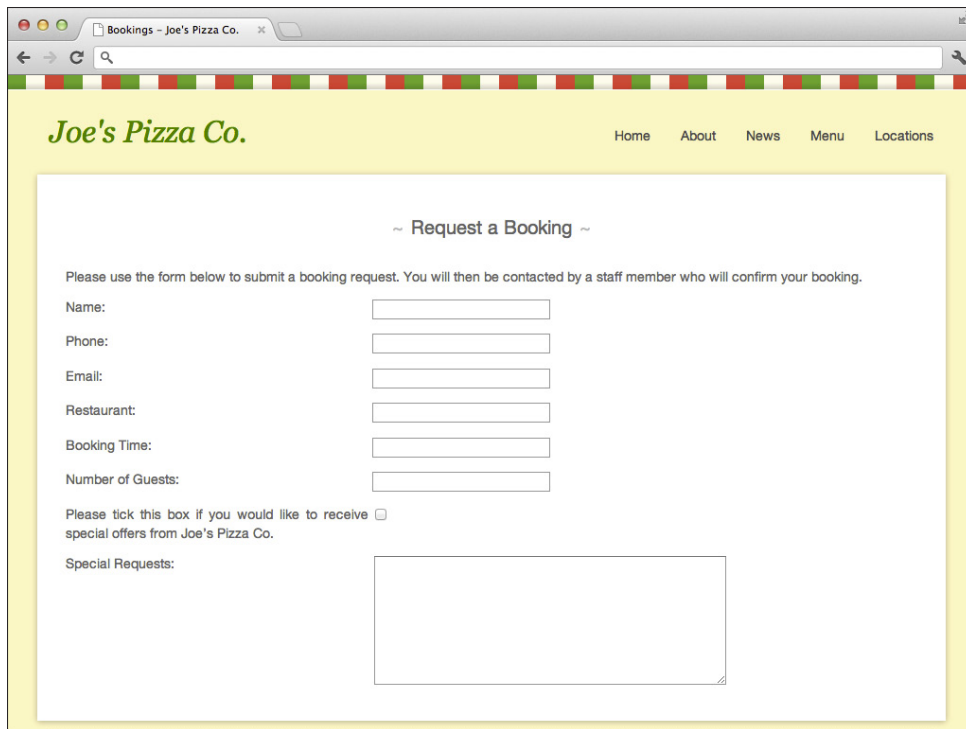 Bookings – Joe's Pizza Co.
Joe's Pizza Co.
Home About News Menu Locations
~ Request a Booking ~
Please use the form below to submit a booking request. You will then be contacted by a staff member who will confirm your booking.
Name:
Phone:
Email:
Restaurant:
Booking Time:
Number of Guests:
Please tick this box if you would like to receive
special offers from Joe's Pizza Co.
Special Requests: